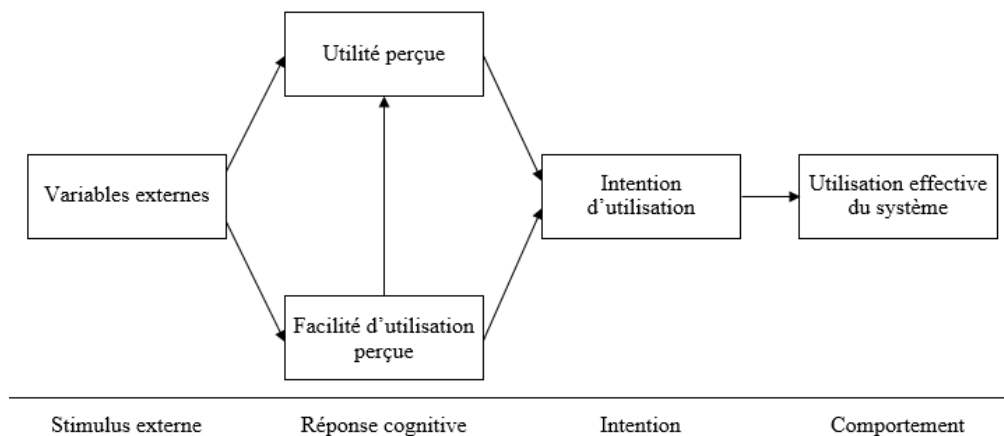 Utilité perçue
Variables externes
Intention
d’utilisation
Utilisation effective
du système
Facilité d’utilisation
perçue
Stimulus externe
Réponse cognitive
Intention
Comportement